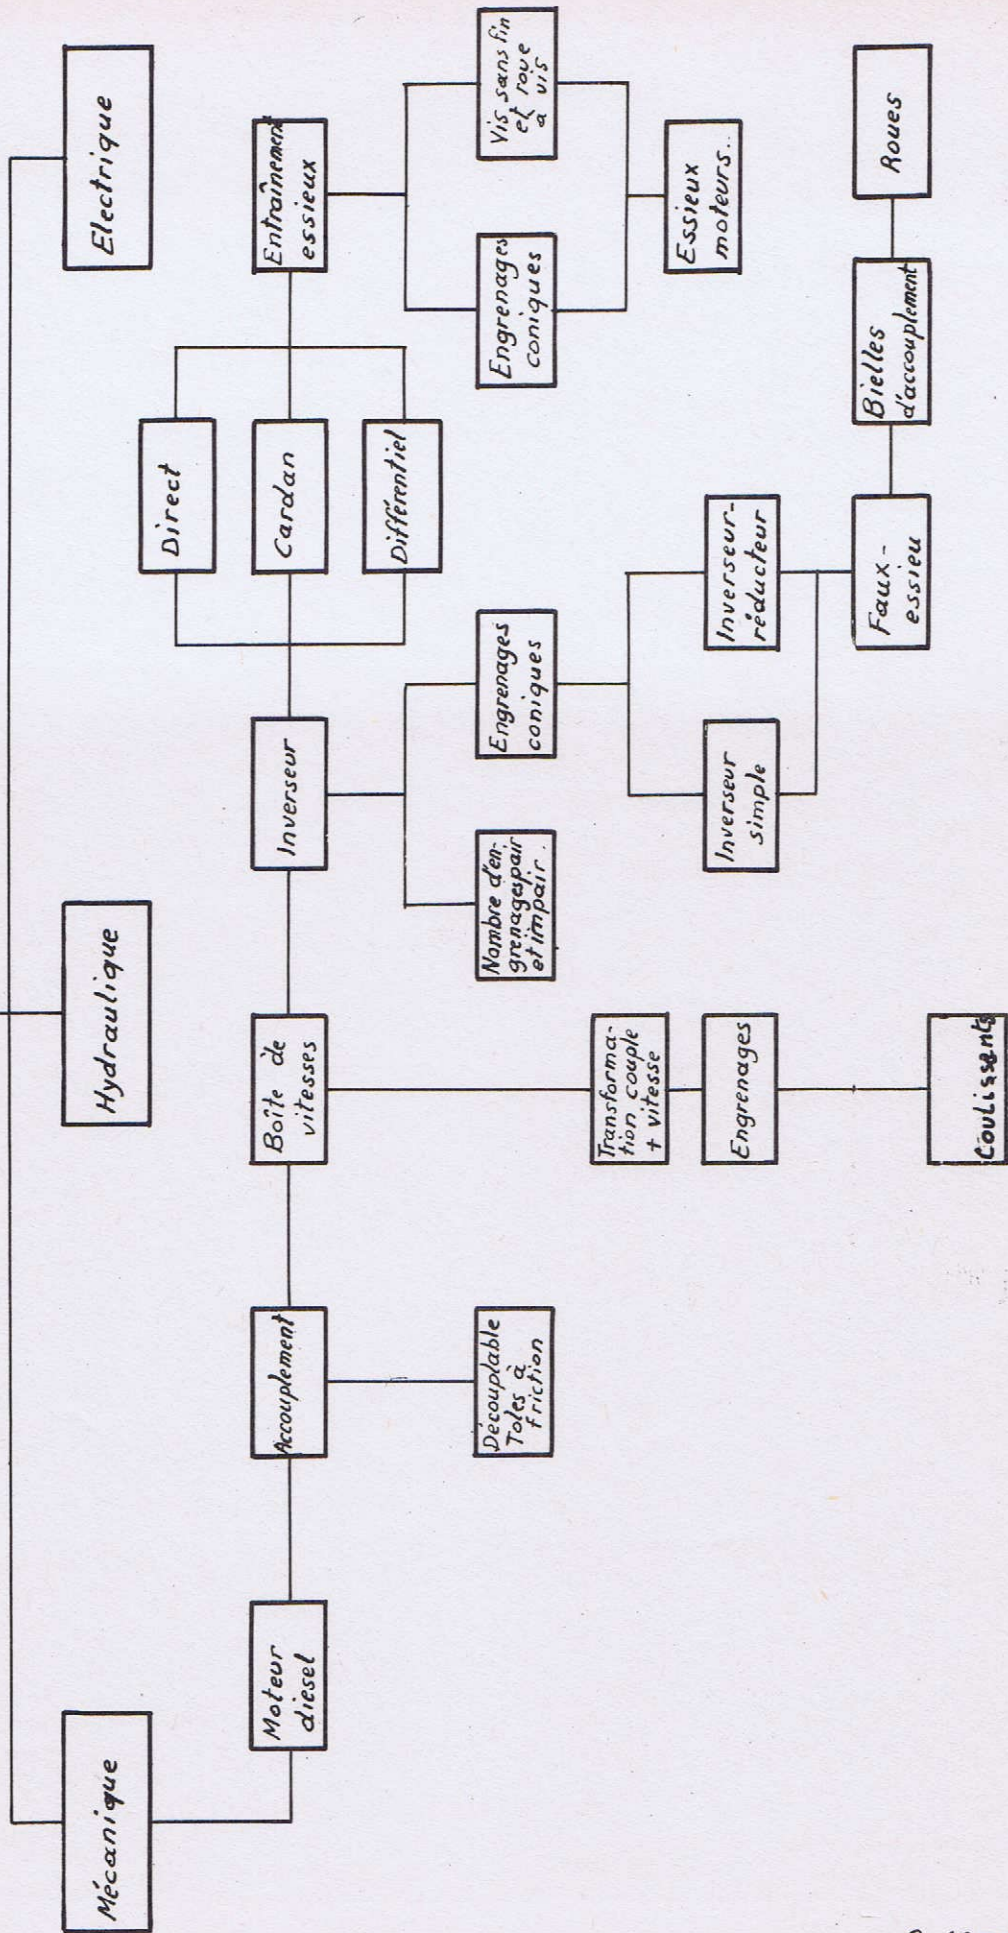 Mécanique
Hydraulique
Electrique
Moteur
diesel
Accouplement
Boîte de
vitesses
Inverseur
Direct
Cardan
Différentiel
Entraînement
essieux
Découplable
Toles à
friction
Transforma-
tion couple
+ vitesse
Engrenages
Coulissants
Nombre d'en-
grenages pair
et impair.
Engrenages
coniques
Inverseur
simple
Inverseur-
réducteur
Faux-
essieu
Bielles
d'accouplement
Roues
Engrenages
coniques
Vis sans fin
et roue
à vis
Essieux
moteurs..